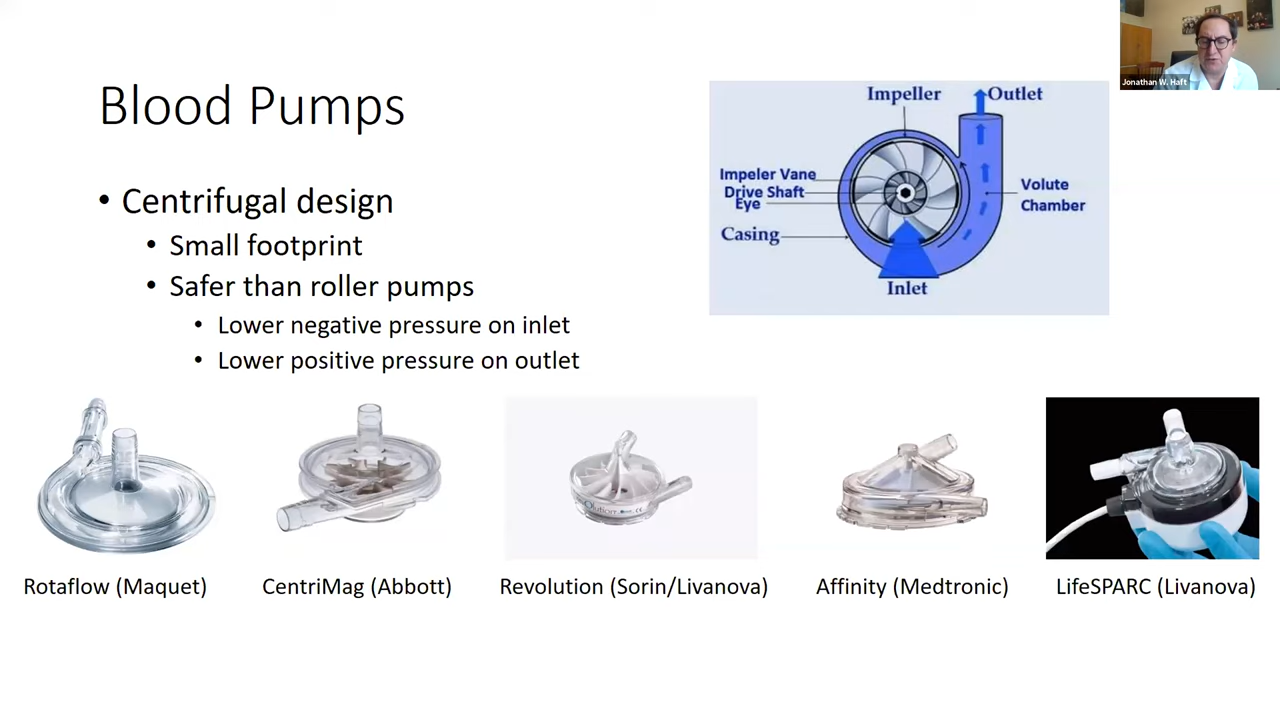 Blood Pumps
• Centrifugal design
• Small footprint
• Safer than roller pumps
• Lower negative pressure on inlet
• Lower positive pressure on outlet
Impeller
Outlet
Impeler Vane
Drive Shaft
Eye
Casing
Volute
Chamber
Inlet
Jonathan W. Haft
Rotaflow (Maquet)
CentriMag (Abbott)
Revolution (Sorin/Livanova)
Affinity (Medtronic)
LifeSPARC (Livanova)